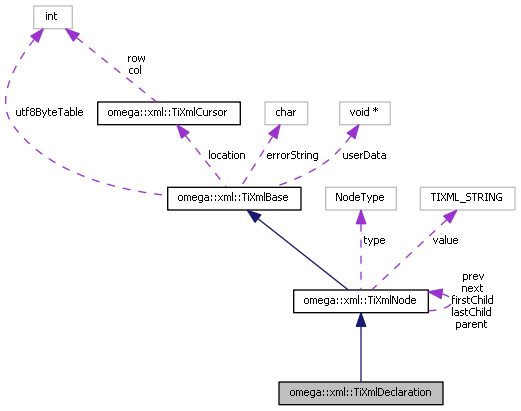 int
row
col
utf8ByteTable
omega::xml::TiXmlCursor
char
void *
location
errorString
userData
omega::xml::TiXmlBase
NodeType
TIXML_STRING
type
value
prev
next
firstChild
lastChild
parent
omega::xml::TiXmlNode
omega::xml::TiXmlDeclaration